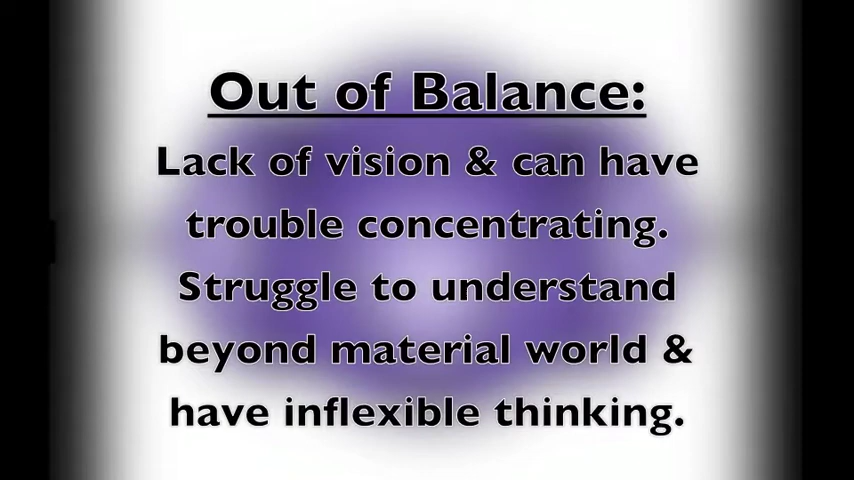 Out of Balance:
Lack of vision & can have
trouble concentrating.
Struggle to understand
beyond material world &
have inflexible thinking.